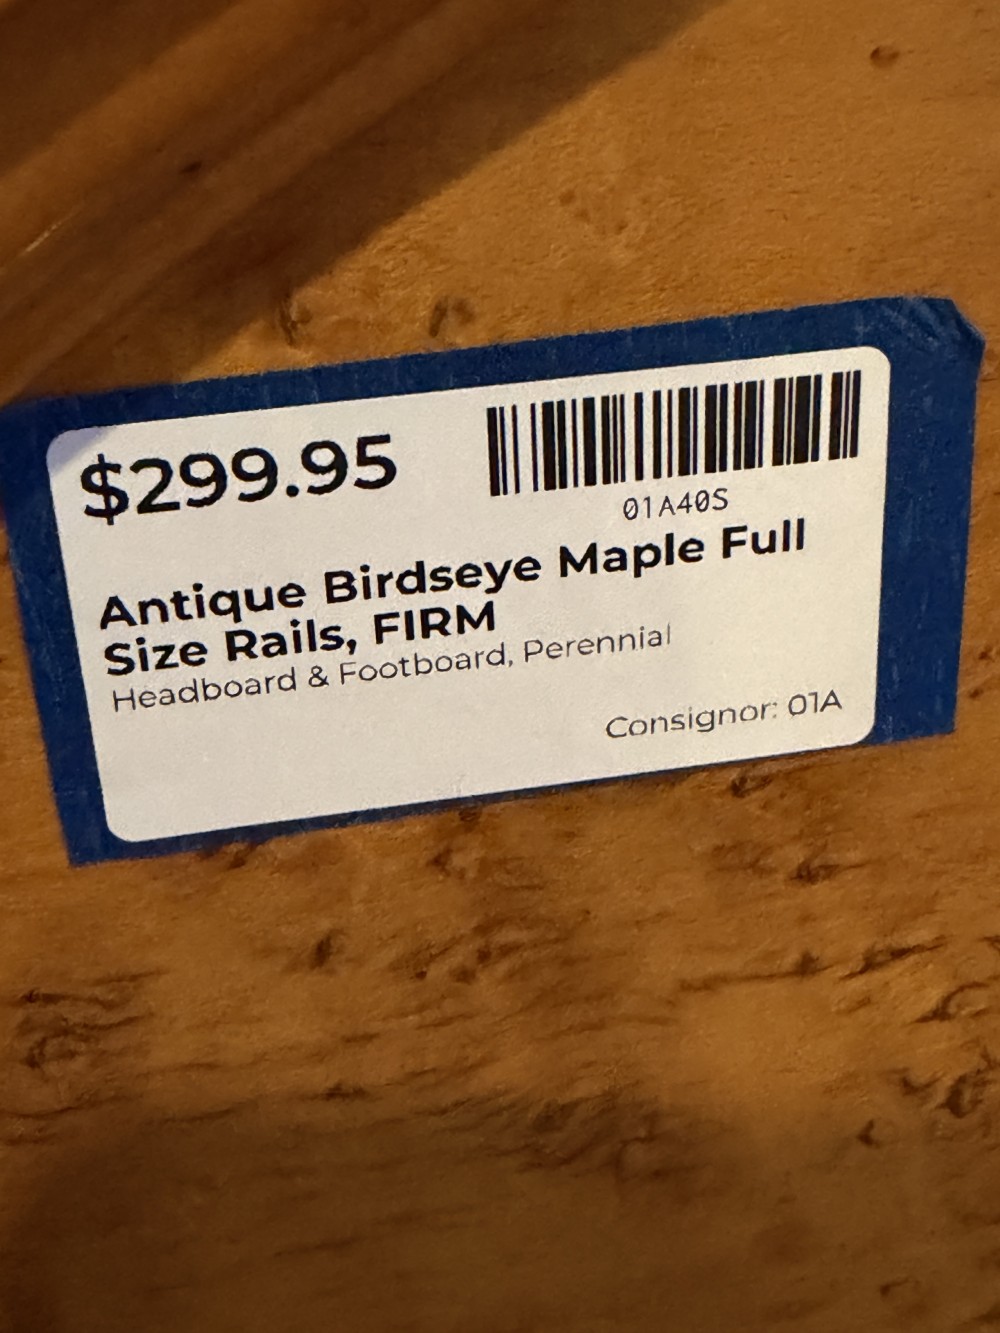 $299.95
01A40S
Antique Birdseye Maple Full
Size Rails, FIRM
Headboard & Footboard, Perennial
Consignor: 01A